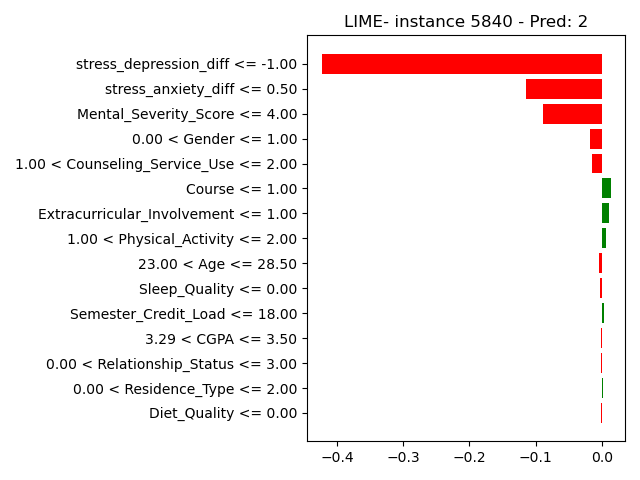 LIME- instance 5840 - Pred: 2
stress_depression_diff <= -1.00
stress_anxiety_diff <= 0.50
Mental_Severity_Score <= 4.00
0.00 < Gender <= 1.00
1.00 < Counseling_Service_Use <= 2.00
Course <= 1.00
Extracurricular_Involvement <= 1.00
1.00 < Physical_Activity <= 2.00
23.00 < Age <= 28.50
Sleep_Quality <= 0.00
Semester_Credit_Load <= 18.00
3.29 < CGPA <= 3.50
0.00 < Relationship_Status <= 3.00
0.00 < Residence_Type <= 2.00
Diet_Quality <= 0.00
−0.4 −0.3 −0.2 −0.1 0.0